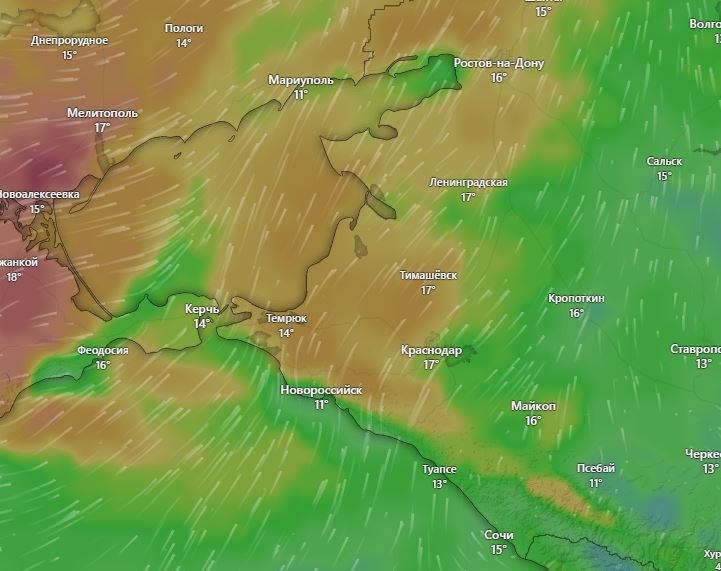 15°
Волго
Пологи
14°
Днепрорудное
15°
Ростов-на-Дону
16°
Мариуполь
11°
Мелитополь
17°
Сальск
15°
Ленинградская
17°
Новоалексеевка
15°
жанкой
18°
Тимашёвск
17°
Кропоткин
16°
Керчь
14°
Темрюк
14°
Феодосия
16°
Краснодар
17°
Ставропо
13°
Новороссийск
11°
Майкоп
16°
Туапсе
13°
Псебай
11°
Черке
13°
Сочи
15°
Хур
4